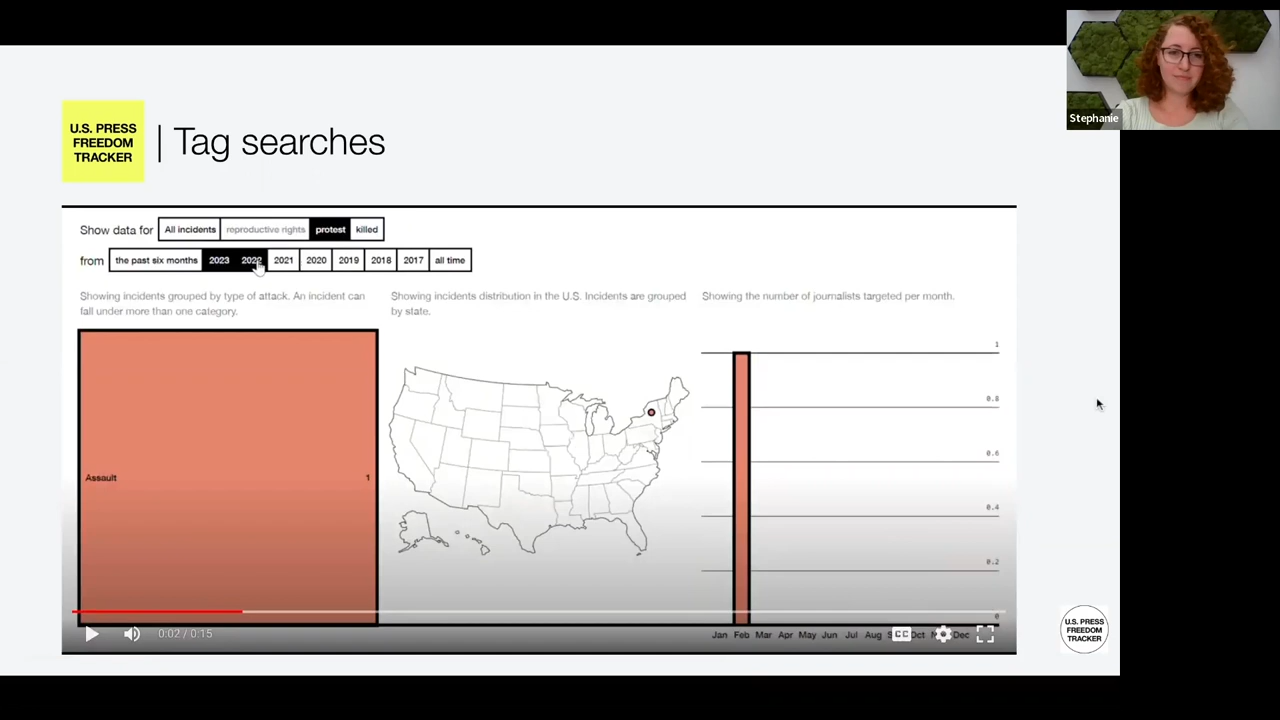 Stephanie
U.S. PRESS
FREEDOM
TRACKER
Tag searches
Show data for All incidents reproductive rights protest killed
from the past six months 2023 2022 2021 2020 2019 2018 2017 all time
Showing incidents grouped by type of attack. An incident can
fall under more than one category.
Showing incidents distribution in the U.S. Incidents are grouped
by state.
Showing the number of journalists targeted per month.
1
0.8
0.6
0.4
0.2
0
Assault 1
Jan Feb Mar Apr May Jun Jul Aug Oct Dec
0:02 / 0:15
CC
U.S. PRESS
FREEDOM
TRACKER